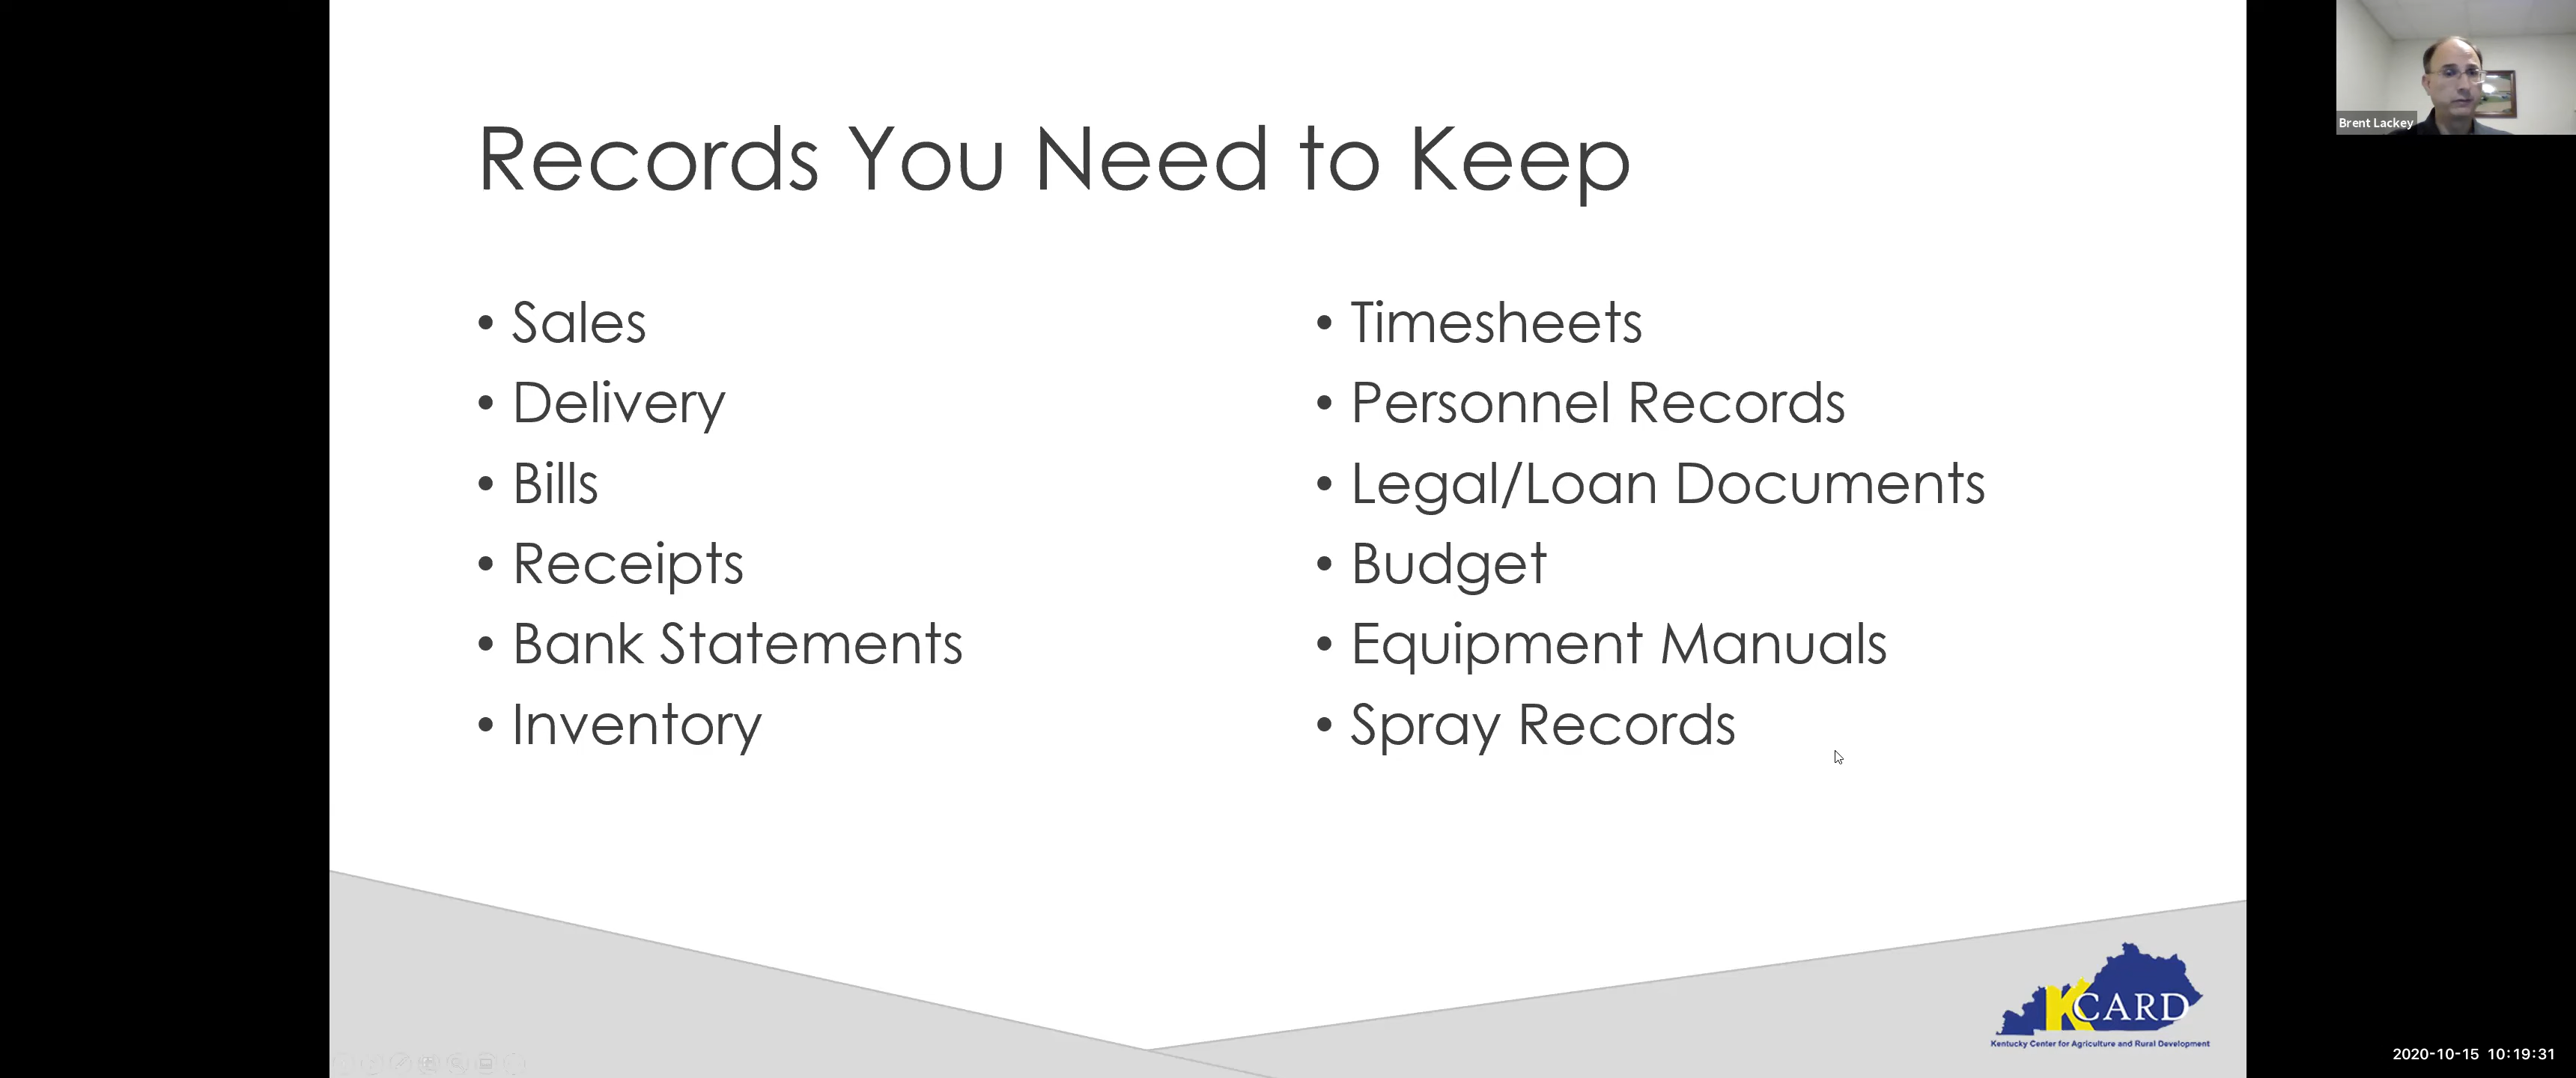 Records You Need to Keep
• Sales
• Delivery
• Bills
• Receipts
• Bank Statements
• Inventory
• Timesheets
• Personnel Records
• Legal/Loan Documents
• Budget
• Equipment Manuals
• Spray Records
KCARD
Kentucky Center for Agriculture and Rural Development
Brent Lackey
2020-10-15 10:19:31